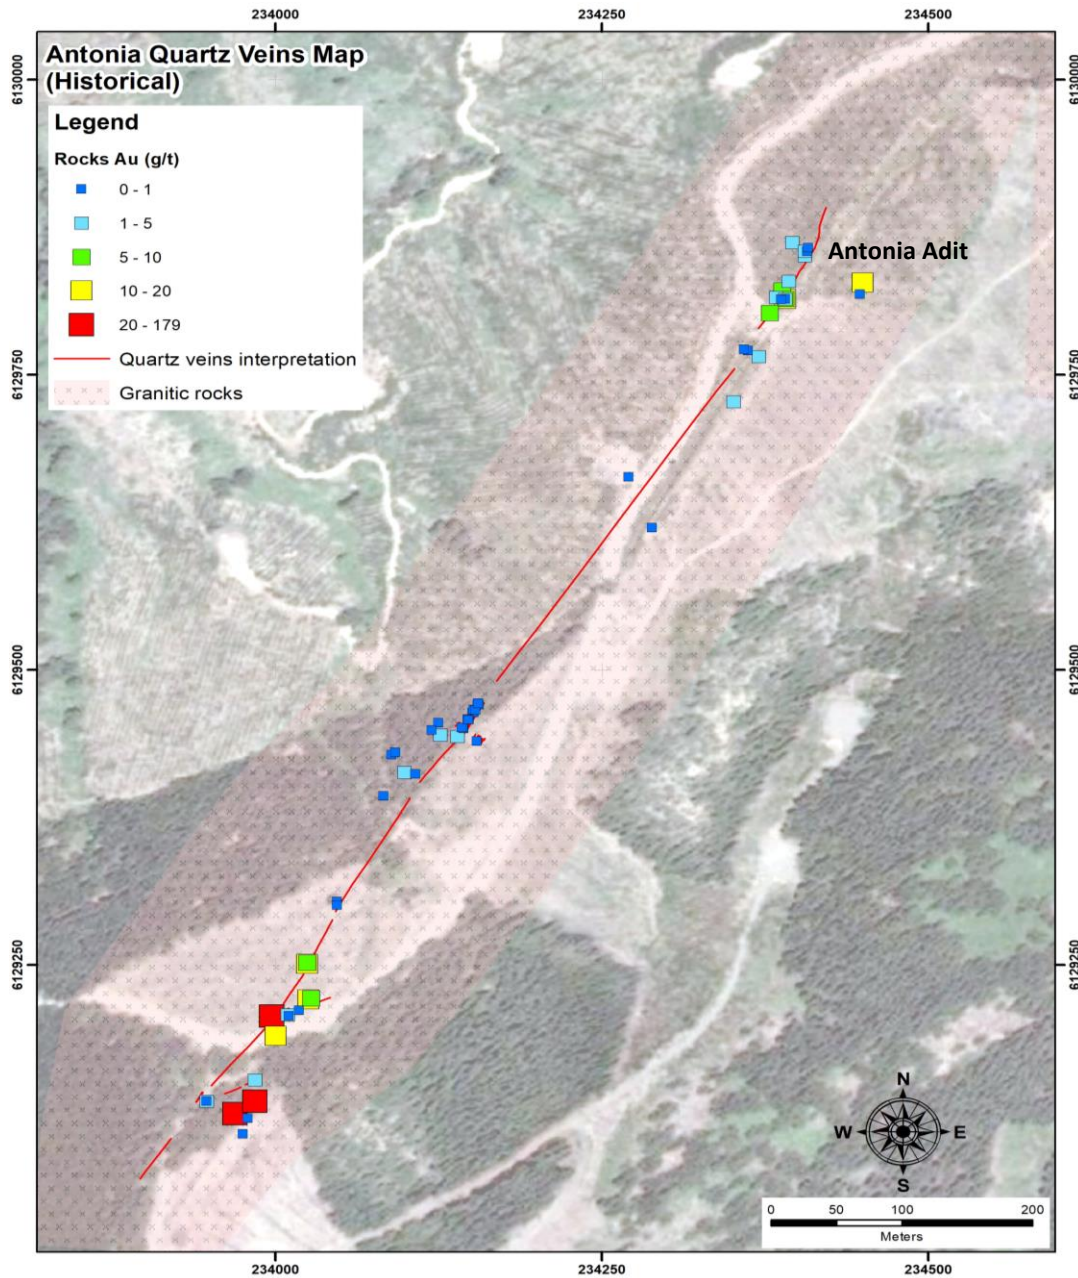 234000
234250
234500
Antonia Quartz Veins Map
(Historical)
Legend
Rocks Au (g/t)
0 - 1
1 - 5
5 - 10
10 - 20
20 - 179
Quartz veins interpretation
Granitic rocks
6130000
6130000
Antonia Adit
6129750
6129750
6129500
6129500
6129250
6129250
N
W
E
S
0
50
100
200
Meters
234000
234250
234500